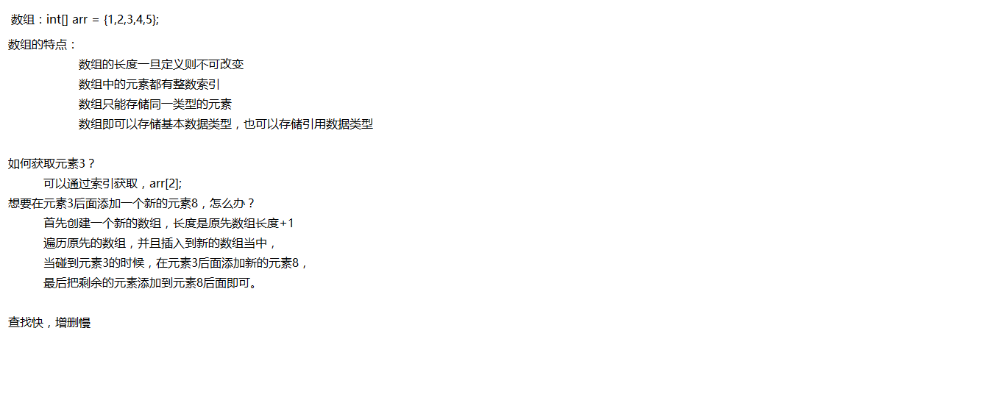 数组：int[] arr = {1,2,3,4,5};
数组的特点：
数组的长度一旦定义则不可改变
数组中的元素都有整数索引
数组只能存储同一类型的元素
数组即可以存储基本数据类型，也可以存储引用数据类型
如何获取元素3？
可以通过索引获取，arr[2];
想要在元素3后面添加一个新的元素8，怎么办？
首先创建一个新的数组，长度是原先数组长度+1
遍历原先的数组，并且插入到新的数组当中，
当碰到元素3的时候，在元素3后面添加新的元素8，
最后把剩余的元素添加到元素8后面即可。
查找快，增删慢